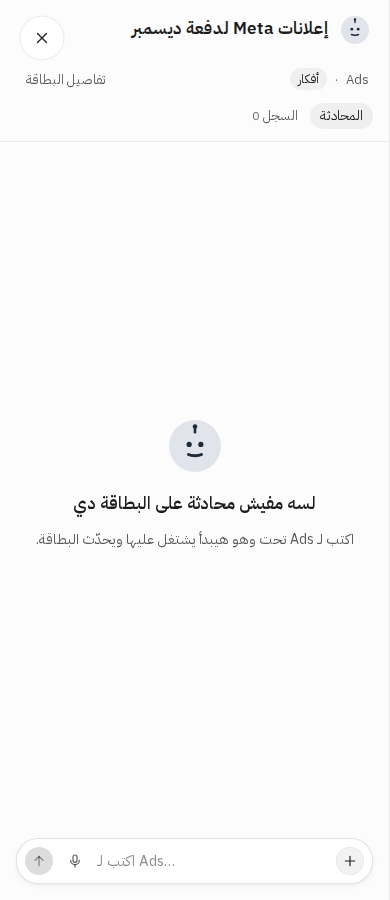 إعلانات Meta لدفعة ديسمبر
Ads · أفكار تفاصيل البطاقة
المحادثة السجل 0
لسه مفيش محادثة على البطاقة دي
اكتب لـ Ads تحت وهو هيبدأ يشتغل عليها ويحدّث البطاقة.
اكتب لـ Ads…